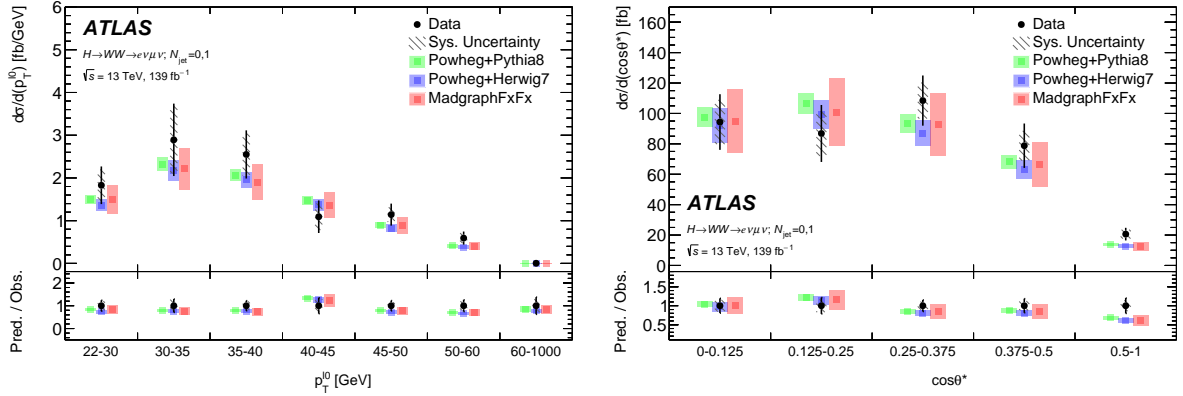 dσ/d(p_T^l0) [fb/GeV]
6
5
4
3
2
1
0
ATLAS
H→WW→eνμν; N_jet=0,1
√s = 13 TeV, 139 fb⁻¹
Data
Sys. Uncertainty
Powheg+Pythia8
Powheg+Herwig7
MadgraphFxFx
Pred. / Obs.
2
1
0
22-30 30-35 35-40 40-45 45-50 50-60 60-1000
p_T^l0 [GeV]
dσ/d(cosθ*) [fb]
160
140
120
100
80
60
40
20
0
Data
Sys. Uncertainty
Powheg+Pythia8
Powheg+Herwig7
MadgraphFxFx
ATLAS
H→WW→eνμν; N_jet=0,1
√s = 13 TeV, 139 fb⁻¹
Pred. / Obs.
1.5
1
0.5
0-0.125 0.125-0.25 0.25-0.375 0.375-0.5 0.5-1
cosθ*